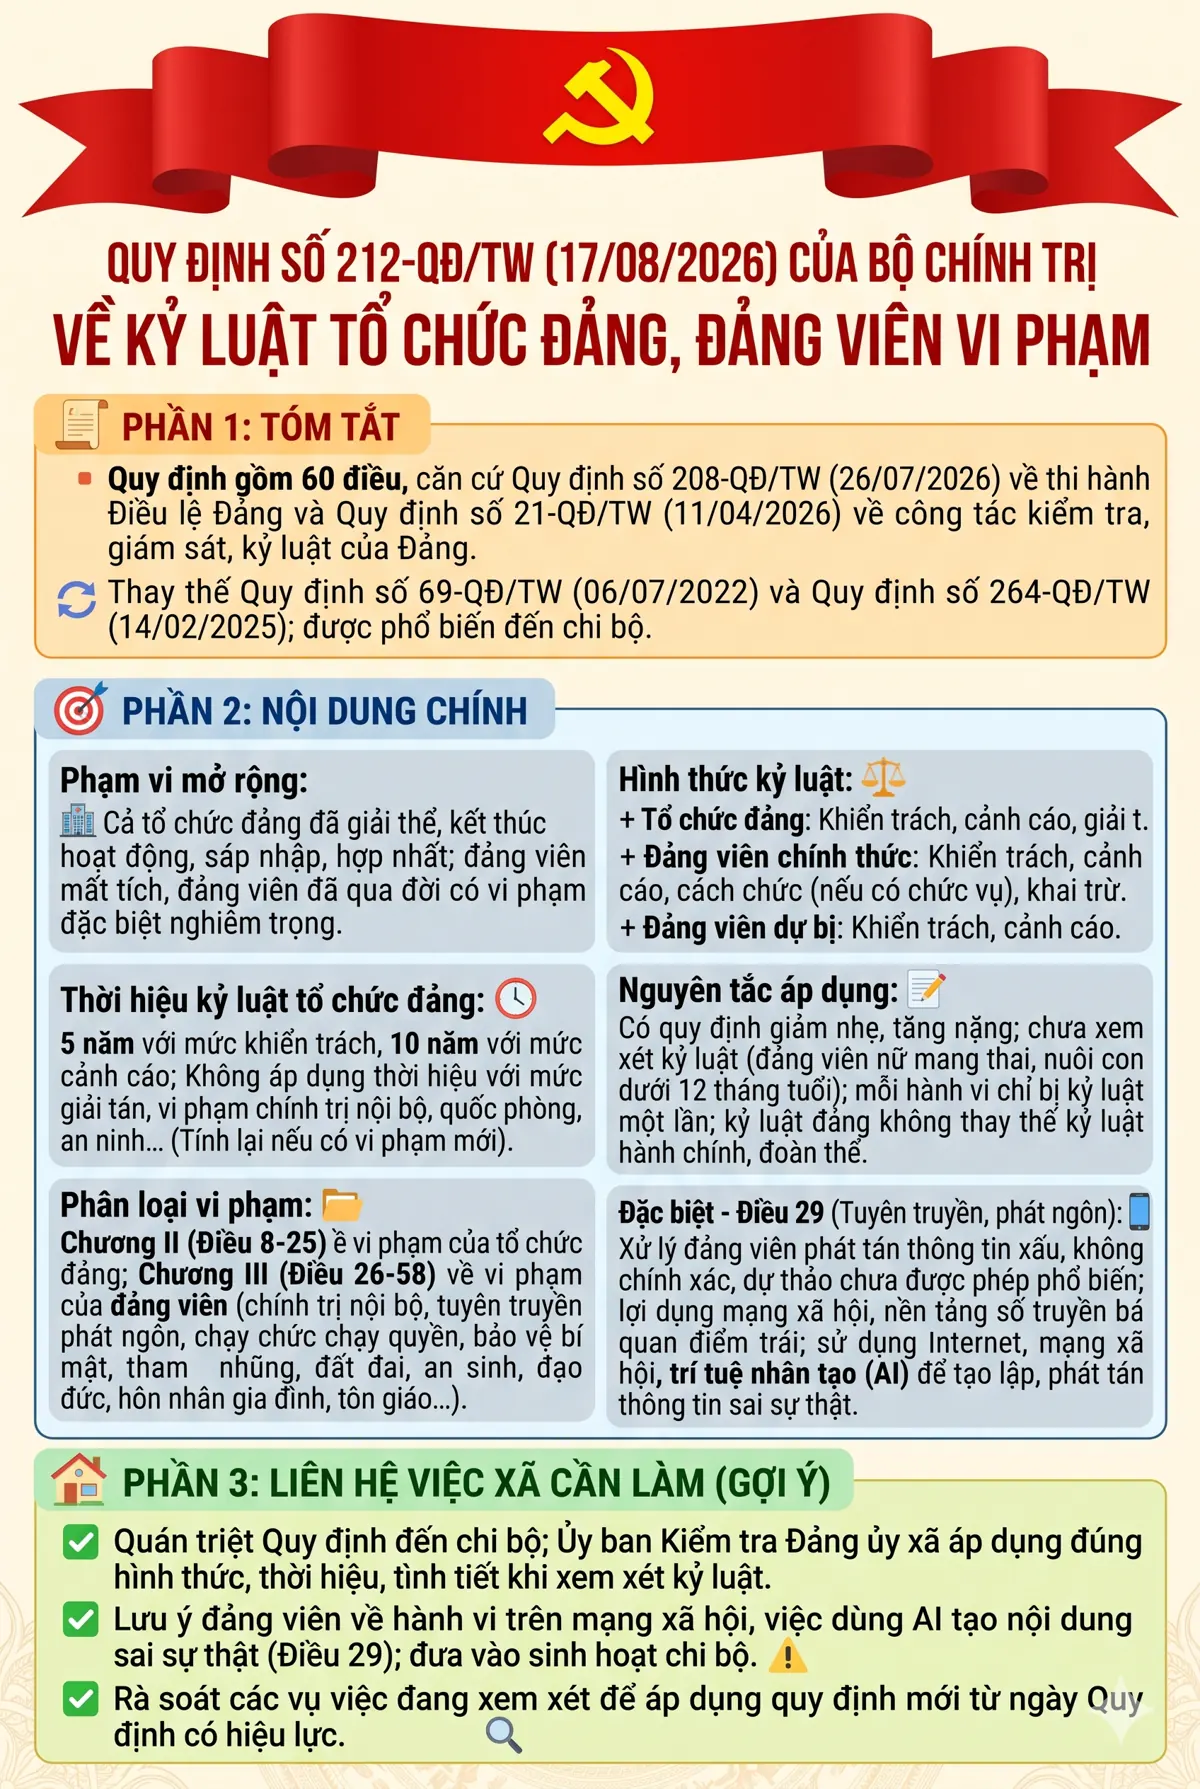 QUY ĐỊNH SỐ 212-QĐ/TW (17/08/2026) CỦA BỘ CHÍNH TRỊ
VỀ KỶ LUẬT TỔ CHỨC ĐẢNG, ĐẢNG VIÊN VI PHẠM
PHẦN 1: TÓM TẮT
Quy định gồm 60 điều, căn cứ Quy định số 208-QĐ/TW (26/07/2026) về thi hành
Điều lệ Đảng và Quy định số 21-QĐ/TW (11/04/2026) về công tác kiểm tra,
giám sát, kỷ luật của Đảng.
Thay thế Quy định số 69-QĐ/TW (06/07/2022) và Quy định số 264-QĐ/TW
(14/02/2025); được phổ biến đến chi bộ.
PHẦN 2: NỘI DUNG CHÍNH
Phạm vi mở rộng:
Cả tổ chức đảng đã giải thể, kết thúc
hoạt động, sáp nhập, hợp nhất; đảng viên
mất tích, đảng viên đã qua đời có vi phạm
đặc biệt nghiêm trọng.
Hình thức kỷ luật:
+ Tổ chức đảng: Khiển trách, cảnh cáo, giải t.
+ Đảng viên chính thức: Khiển trách, cảnh
cáo, cách chức (nếu có chức vụ), khai trừ.
+ Đảng viên dự bị: Khiển trách, cảnh cáo.
Thời hiệu kỷ luật tổ chức đảng:
5 năm với mức khiển trách, 10 năm với mức
cảnh cáo; Không áp dụng thời hiệu với mức
giải tán, vi phạm chính trị nội bộ, quốc phòng,
an ninh... (Tính lại nếu có vi phạm mới).
Nguyên tắc áp dụng:
Có quy định giảm nhẹ, tăng nặng; chưa xem
xét kỷ luật (đảng viên nữ mang thai, nuôi con
dưới 12 tháng tuổi); mỗi hành vi chỉ bị kỷ luật
một lần; kỷ luật đảng không thay thế kỷ luật
hành chính, đoàn thể.
Phân loại vi phạm:
Chương II (Điều 8-25) ề vi phạm của tổ chức
đảng; Chương III (Điều 26-58) về vi phạm
của đảng viên (chính trị nội bộ, tuyên truyền
phát ngôn, chạy chức chạy quyền, bảo vệ bí
mật, tham nhũng, đất đai, an sinh, đạo
đức, hôn nhân gia đình, tôn giáo...).
Đặc biệt - Điều 29 (Tuyên truyền, phát ngôn):
Xử lý đảng viên phát tán thông tin xấu, không
chính xác, dự thảo chưa được phép phổ biến;
lợi dụng mạng xã hội, nền tảng số truyền bá
quan điểm trái; sử dụng Internet, mạng xã
hội, trí tuệ nhân tạo (AI) để tạo lập, phát tán
thông tin sai sự thật.
PHẦN 3: LIÊN HỆ VIỆC XÃ CẦN LÀM (GỢI Ý)
Quán triệt Quy định đến chi bộ; Ủy ban Kiểm tra Đảng ủy xã áp dụng đúng
hình thức, thời hiệu, tình tiết khi xem xét kỷ luật.
Lưu ý đảng viên về hành vi trên mạng xã hội, việc dùng AI tạo nội dung
sai sự thật (Điều 29); đưa vào sinh hoạt chi bộ.
Rà soát các vụ việc đang xem xét để áp dụng quy định mới từ ngày Quy
định có hiệu lực.